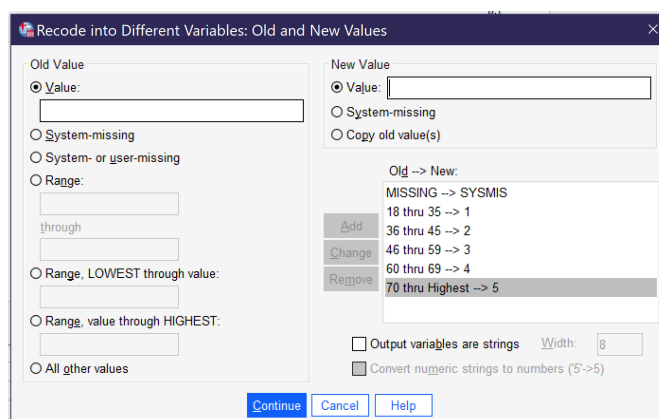 Recode into Different Variables: Old and New Values
Old Value
Value:
System-missing
System- or user-missing
Range:
through
Range, LOWEST through value:
Range, value through HIGHEST:
All other values
New Value
Value:
System-missing
Copy old value(s)
Old --> New:
MISSING --> SYSMIS
18 thru 35 --> 1
36 thru 45 --> 2
46 thru 59 --> 3
60 thru 69 --> 4
70 thru Highest --> 5
Add
Change
Remove
Output variables are strings Width: 8
Convert numeric strings to numbers ('5'->5)
Continue Cancel Help